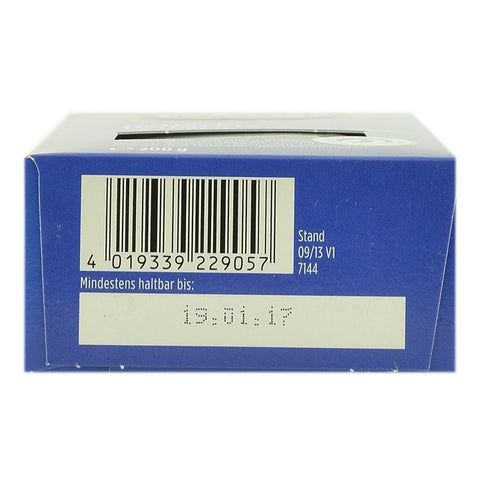 4 019339 229057
Stand
09/13 V1
7144
Mindestens haltbar bis:
19.01.17